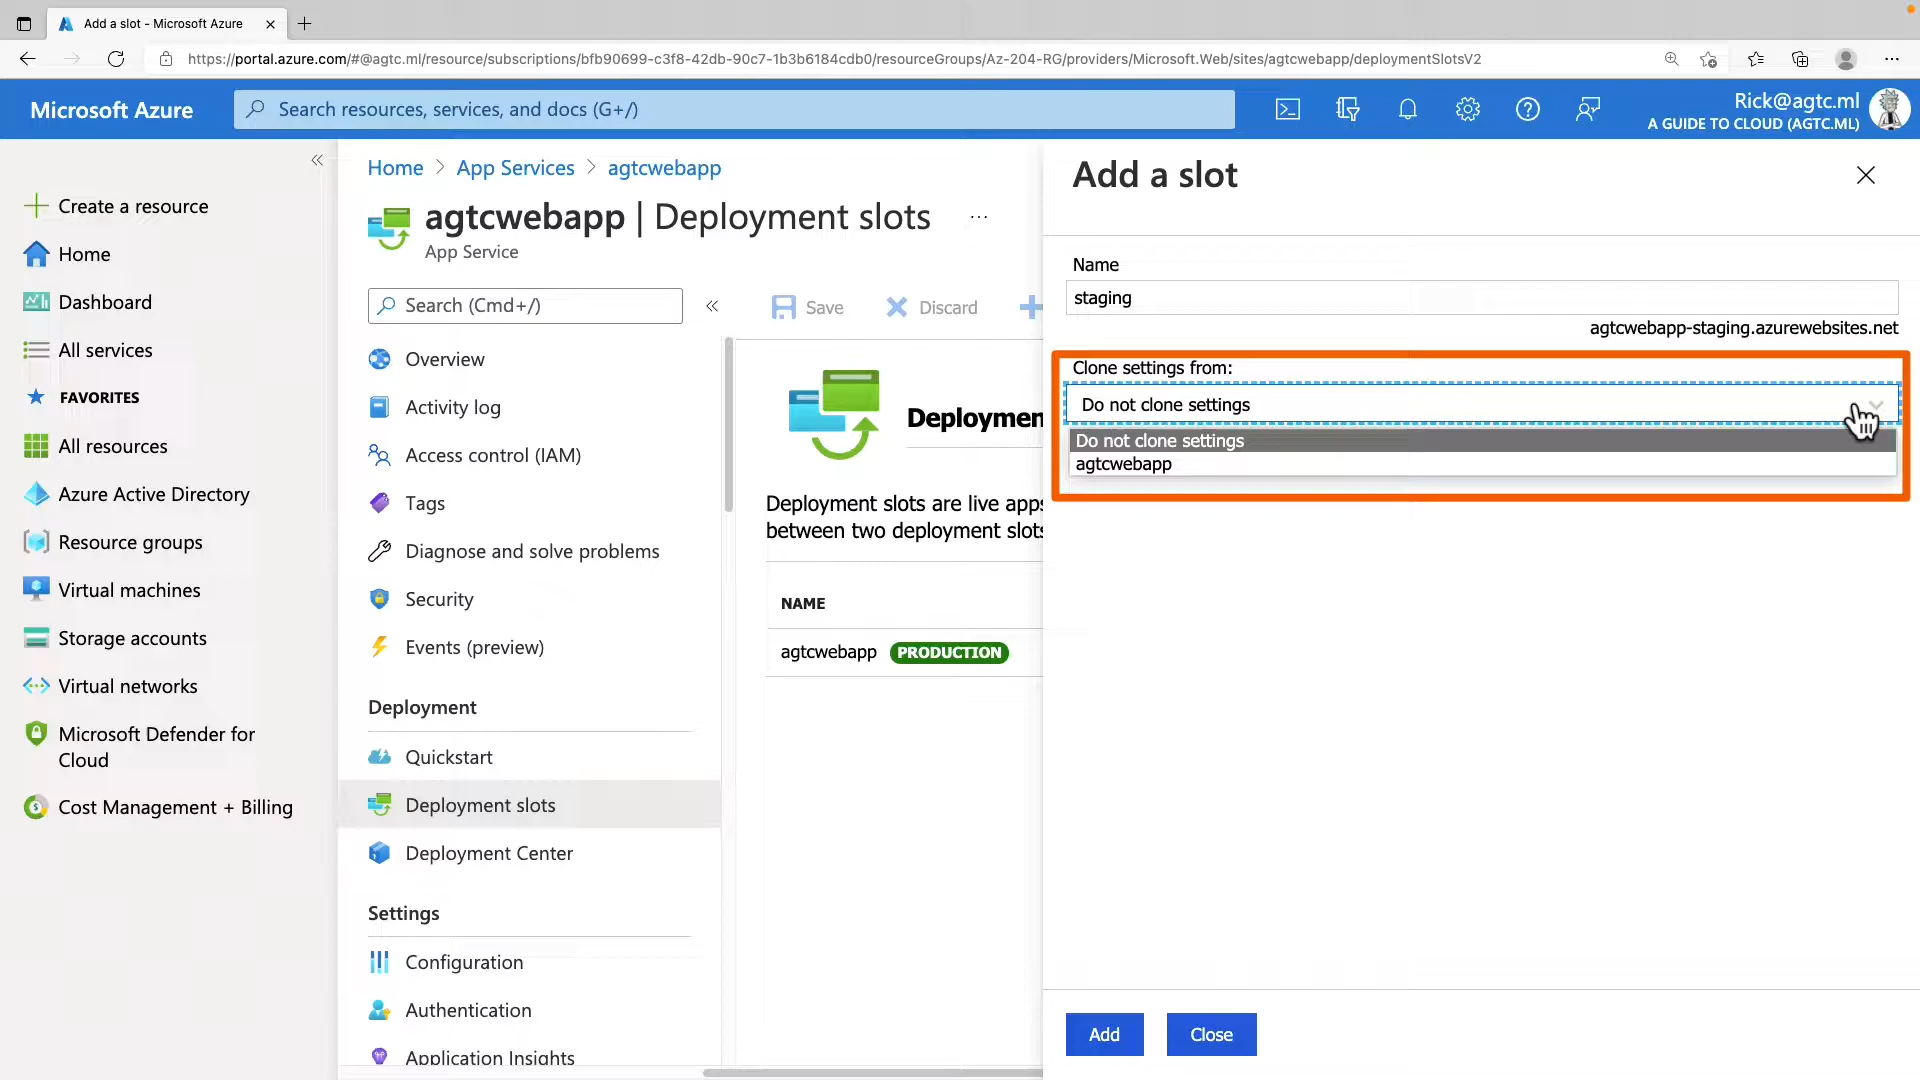 Add a slot - Microsoft Azure
https://portal.azure.com/#@agtc.ml/resource/subscriptions/bfb90699-c3f8-42db-90c7-1b3b6184cdb0/resourceGroups/Az-204-RG/providers/Microsoft.Web/sites/agtcwebapp/deploymentSlotsV2
Microsoft Azure
Search resources, services, and docs (G+/)
Rick@agtc.ml
A GUIDE TO CLOUD (AGTC.ML)
Create a resource
Home
Dashboard
All services
FAVORITES
All resources
Azure Active Directory
Resource groups
Virtual machines
Storage accounts
Virtual networks
Microsoft Defender for
Cloud
Cost Management + Billing
Home > App Services > agtcwebapp
agtcwebapp | Deployment slots ...
App Service
Search (Cmd+/)
Overview
Activity log
Access control (IAM)
Tags
Diagnose and solve problems
Security
Events (preview)
Deployment
Quickstart
Deployment slots
Deployment Center
Settings
Configuration
Authentication
Application Insights
Save
Discard
Deploymen
Deployment slots are live apps
between two deployment slots
NAME
agtcwebapp PRODUCTION
Add a slot
Name
staging
agtcwebapp-staging.azurewebsites.net
Clone settings from:
Do not clone settings
Do not clone settings
agtcwebapp
Add
Close